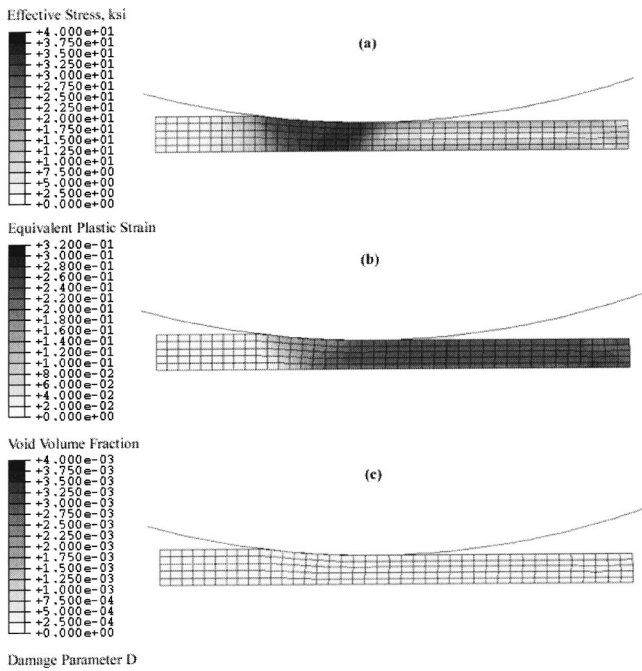 Effective Stress, ksi
+4.000e+01
+3.750e+01
+3.500e+01
+3.250e+01
+3.000e+01
+2.750e+01
+2.500e+01
+2.250e+01
+2.000e+01
+1.750e+01
+1.500e+01
+1.250e+01
+1.000e+01
+7.500e+00
+5.000e+00
+2.500e+00
+0.000e+00
(a)
Equivalent Plastic Strain
+3.200e-01
+3.000e-01
+2.800e-01
+2.600e-01
+2.400e-01
+2.200e-01
+2.000e-01
+1.800e-01
+1.600e-01
+1.400e-01
+1.200e-01
+1.000e-01
+8.000e-02
+6.000e-02
+4.000e-02
+2.000e-02
+0.000e+00
(b)
Void Volume Fraction
+4.000e-03
+3.750e-03
+3.500e-03
+3.250e-03
+3.000e-03
+2.750e-03
+2.500e-03
+2.250e-03
+2.000e-03
+1.750e-03
+1.500e-03
+1.250e-03
+1.000e-03
+7.500e-04
+5.000e-04
+2.500e-04
+0.000e+00
(c)
Damage Parameter D